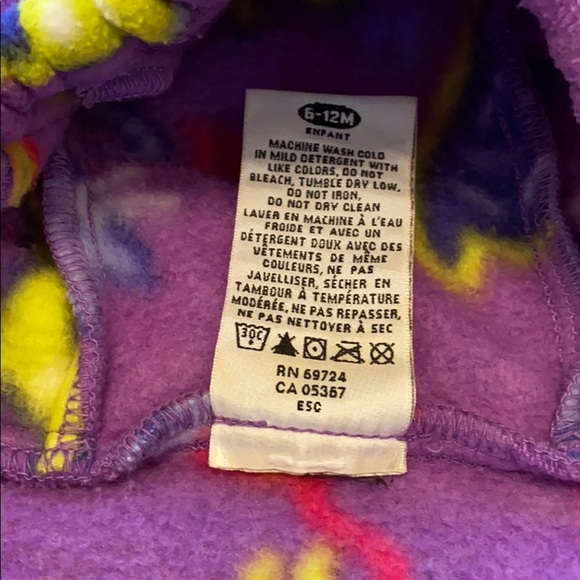 6-12M
ENFANT
MACHINE WASH COLD
IN MILD DETERGENT WITH
LIKE COLORS, DO NOT
BLEACH, TUMBLE DRY LOW,
DO NOT IRON,
DO NOT DRY CLEAN
LAVER EN MACHINE À L'EAU
FROIDE ET AVEC UN
DÉTERGENT DOUX AVEC DES
VÊTEMENTS DE MÊME
COULEURS, NE PAS
JAVELLISER, SÉCHER EN
TAMBOUR À TEMPÉRATURE
MODÉRÉE, NE PAS REPASSER,
NE PAS NETTOYER À SEC
30C
RN 69724
CA 05367
ESC